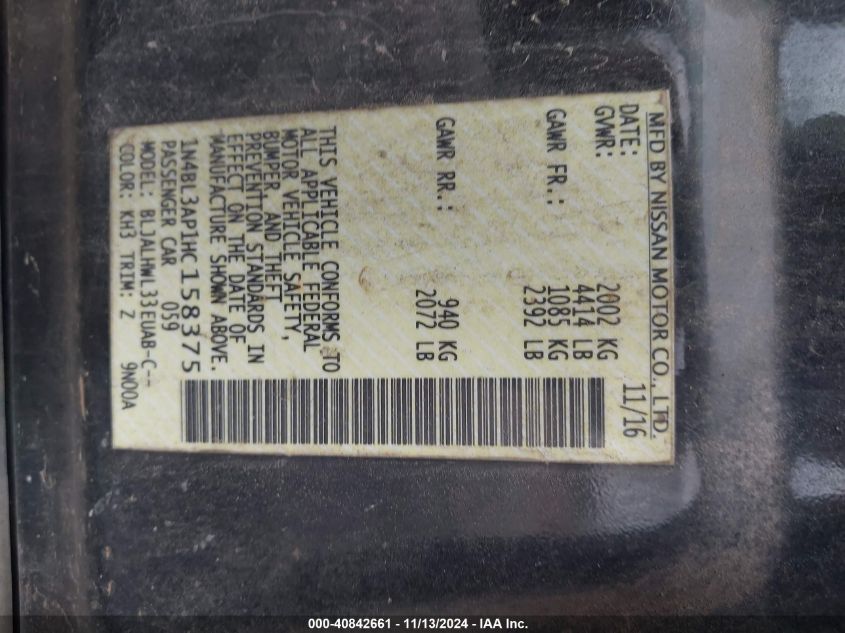 MFD BY NISSAN MOTOR CO., LTD.
DATE: 11/16
GVWR: 2002 KG
4414 LB
GAWR FR.: 1085 KG
2392 LB
GAWR RR.: 940 KG
2072 LB
THIS VEHICLE CONFORMS TO
ALL APPLICABLE FEDERAL
MOTOR VEHICLE SAFETY,
BUMPER, AND THEFT
PREVENTION STANDARDS IN
EFFECT ON THE DATE OF
MANUFACTURE SHOWN ABOVE.
1N4BL3AP1HC158375
PASSENGER CAR 059
MODEL: BLJALHWL33EUA8-C--
COLOR: KH3 TRIM: Z 9N00A
000-40842661 - 11/13/2024 - IAA Inc.